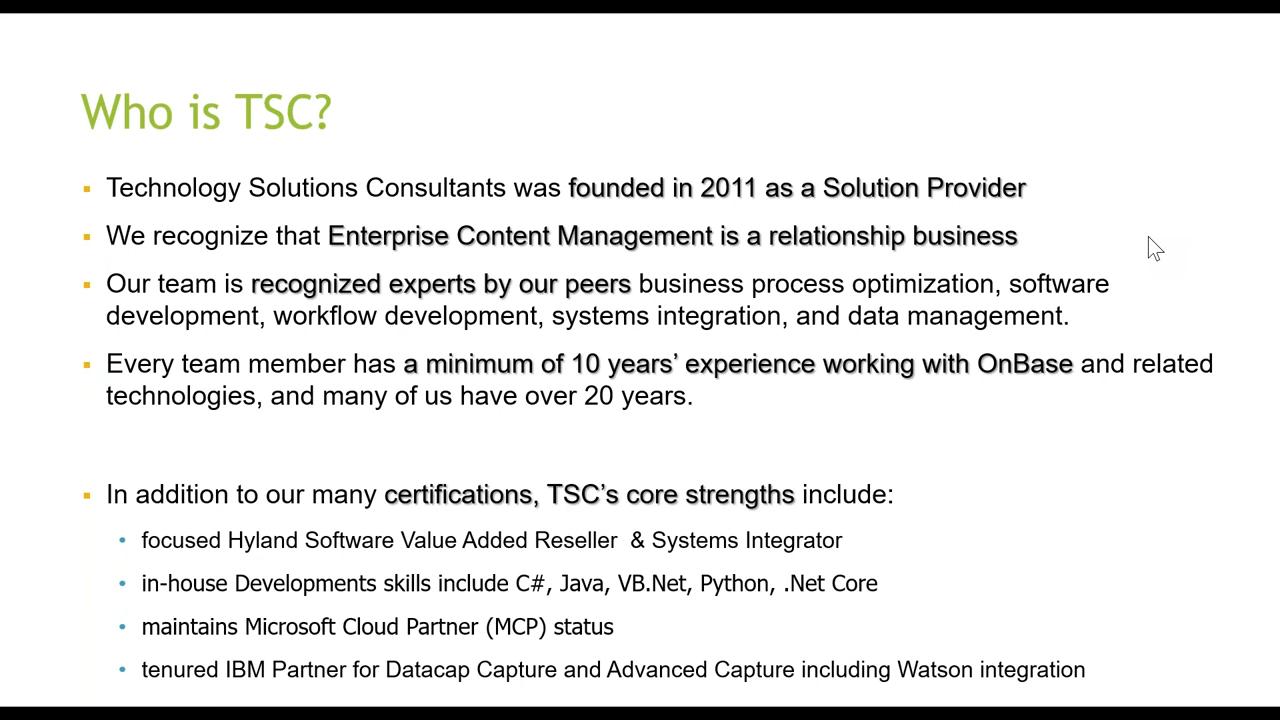 Who is TSC?
Technology Solutions Consultants was founded in 2011 as a Solution Provider
We recognize that Enterprise Content Management is a relationship business
Our team is recognized experts by our peers business process optimization, software
development, workflow development, systems integration, and data management.
Every team member has a minimum of 10 years’ experience working with OnBase and related
technologies, and many of us have over 20 years.
In addition to our many certifications, TSC’s core strengths include:
focused Hyland Software Value Added Reseller & Systems Integrator
in-house Developments skills include C#, Java, VB.Net, Python, .Net Core
maintains Microsoft Cloud Partner (MCP) status
tenured IBM Partner for Datacap Capture and Advanced Capture including Watson integration